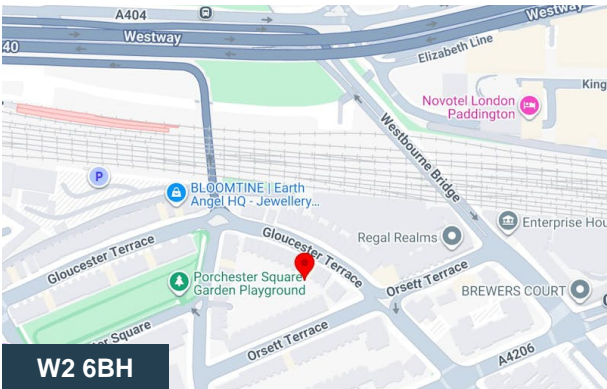 A404
Westway
Westway
40
Elizabeth Line
King
Novotel London
Paddington
Westbourne Bridge
P
BLOOMTINE | Earth
Angel HQ - Jewellery...
Enterprise Hou
Gloucester Terrace
Regal Realms
Gloucester Terrace
Porchester Square
Garden Playground
Orsett Terrace
BREWERS COURT
er Square
Orsett Terrace
A4206
W2 6BH